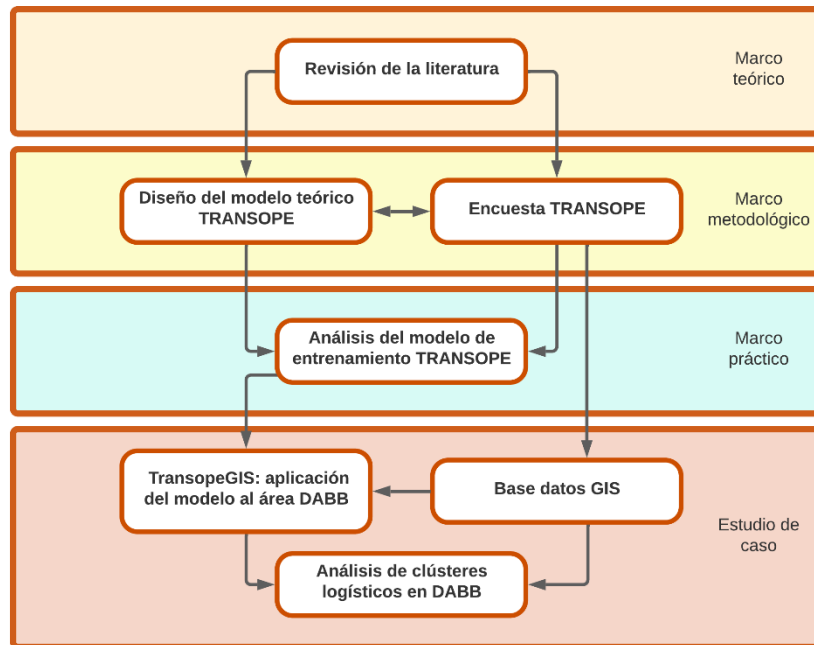 Revisión de la literatura
Marco
teórico
Diseño del modelo teórico
TRANSOPE
Encuesta TRANSOPE
Marco
metodológico
Análisis del modelo de
entrenamiento TRANSOPE
Marco
práctico
TransopeGIS: aplicación
del modelo al área DABB
Base datos GIS
Estudio de
caso
Análisis de clústeres
logísticos en DABB